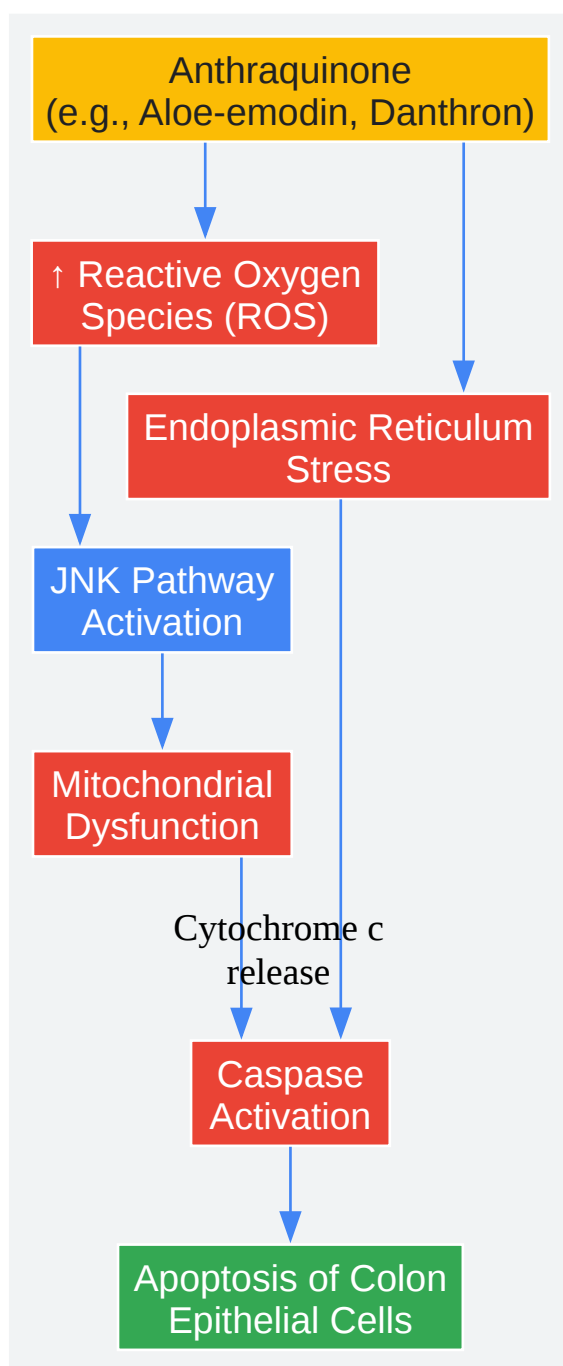 Anthraquinone
(e.g., Aloe-emodin, Danthron)
↑ Reactive Oxygen
Species (ROS)
Endoplasmic Reticulum
Stress
JNK Pathway
Activation
Mitochondrial
Dysfunction
Cytochrome c
release
Caspase
Activation
Apoptosis of Colon
Epithelial Cells